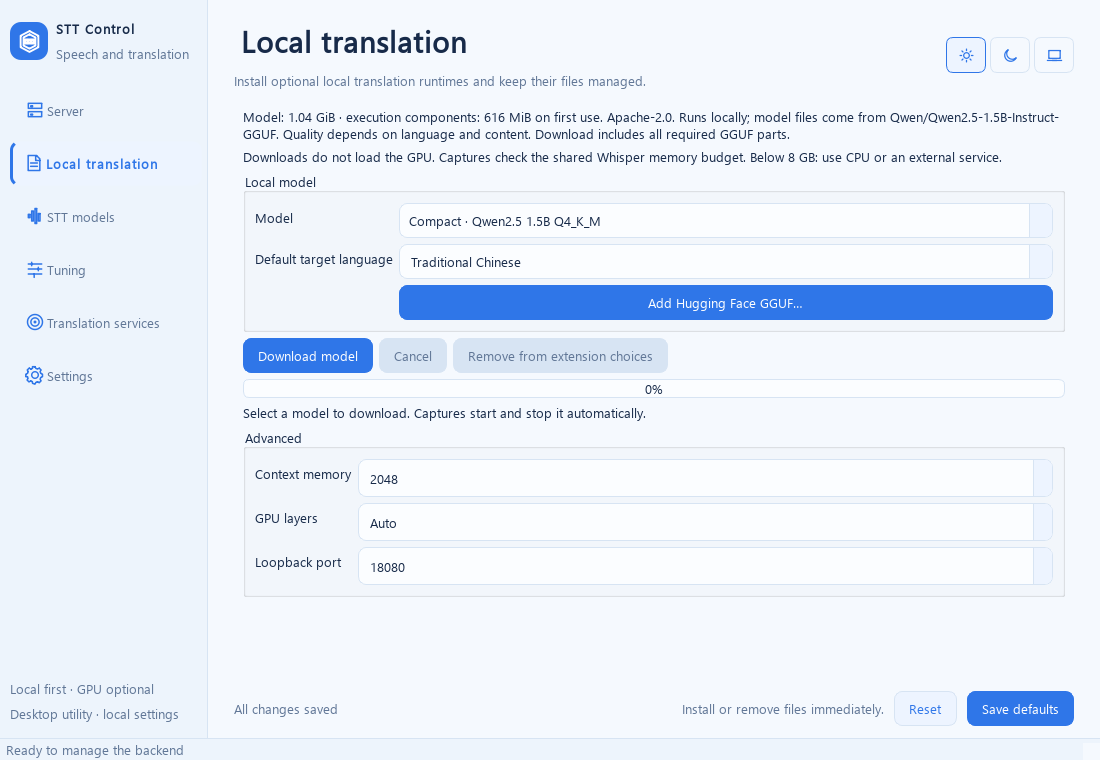 STT Control
Speech and translation
Server
Local translation
STT models
Tuning
Translation services
Settings
Local first · GPU optional
Desktop utility · local settings
Local translation
Install optional local translation runtimes and keep their files managed.
Model: 1.04 GiB · execution components: 616 MiB on first use. Apache-2.0. Runs locally; model files come from Qwen/Qwen2.5-1.5B-Instruct-
GGUF. Quality depends on language and content. Download includes all required GGUF parts.
Downloads do not load the GPU. Captures check the shared Whisper memory budget. Below 8 GB: use CPU or an external service.
Local model
Model
Compact · Qwen2.5 1.5B Q4_K_M
Default target language
Traditional Chinese
Add Hugging Face GGUF...
Download model
Cancel
Remove from extension choices
0%
Select a model to download. Captures start and stop it automatically.
Advanced
Context memory
2048
GPU layers
Auto
Loopback port
18080
All changes saved
Install or remove files immediately.
Reset
Save defaults
Ready to manage the backend